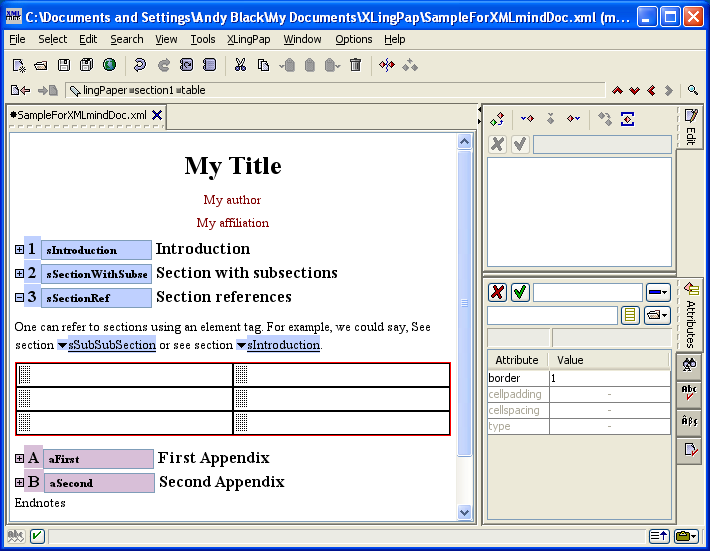 C:\Documents and Settings\Andy Black\My Documents\XLingPap\SampleForXMLmindDoc.xml (m...
File Select Edit Search View Tools XLingPap Window Options Help
lingPaper section1 table
*SampleForXMLmindDoc.xml
Edit
My Title
My author
My affiliation
1 sIntroduction Introduction
2 sSectionWithSubse Section with subsections
3 sSectionRef Section references
One can refer to sections using an element tag. For example, we could say, See
section sSubSubSection or see section sIntroduction.
A aFirst First Appendix
B aSecond Second Appendix
Endnotes
Attributes
Attribute Value
border 1
cellpadding -
cellspacing -
type -
Abc
Abc